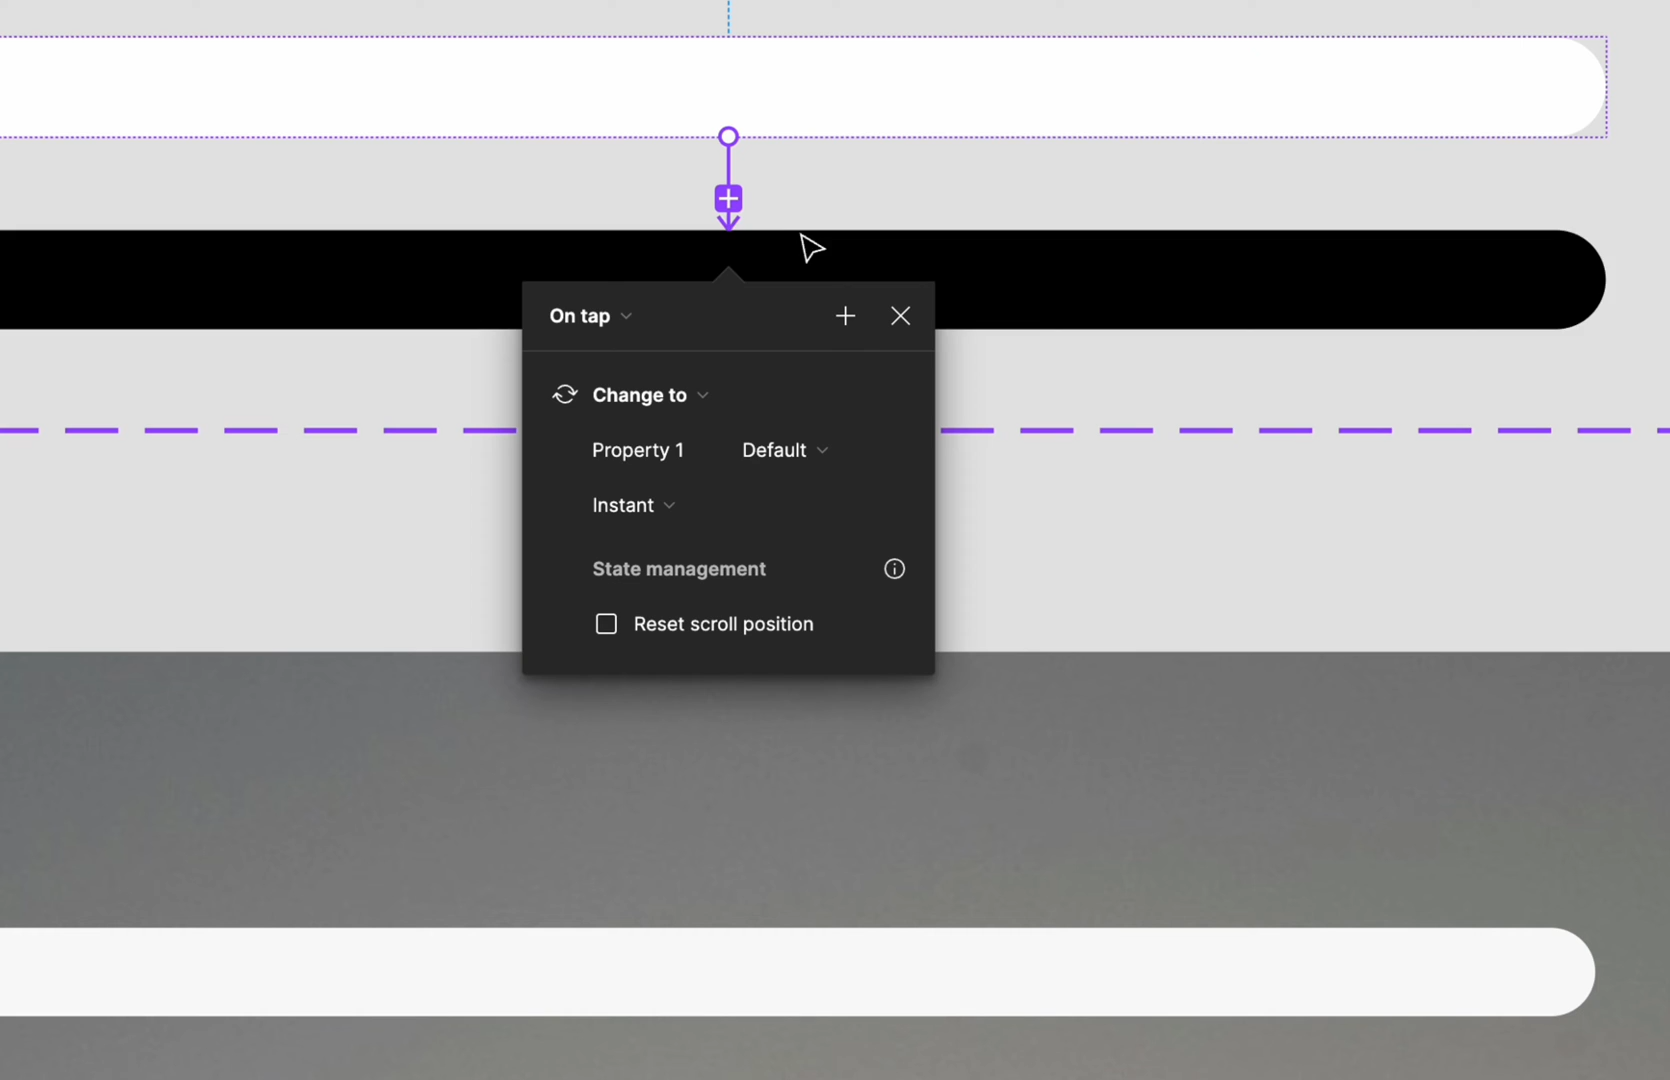 On tap
Change to
Property 1 Default
Instant
State management
Reset scroll position